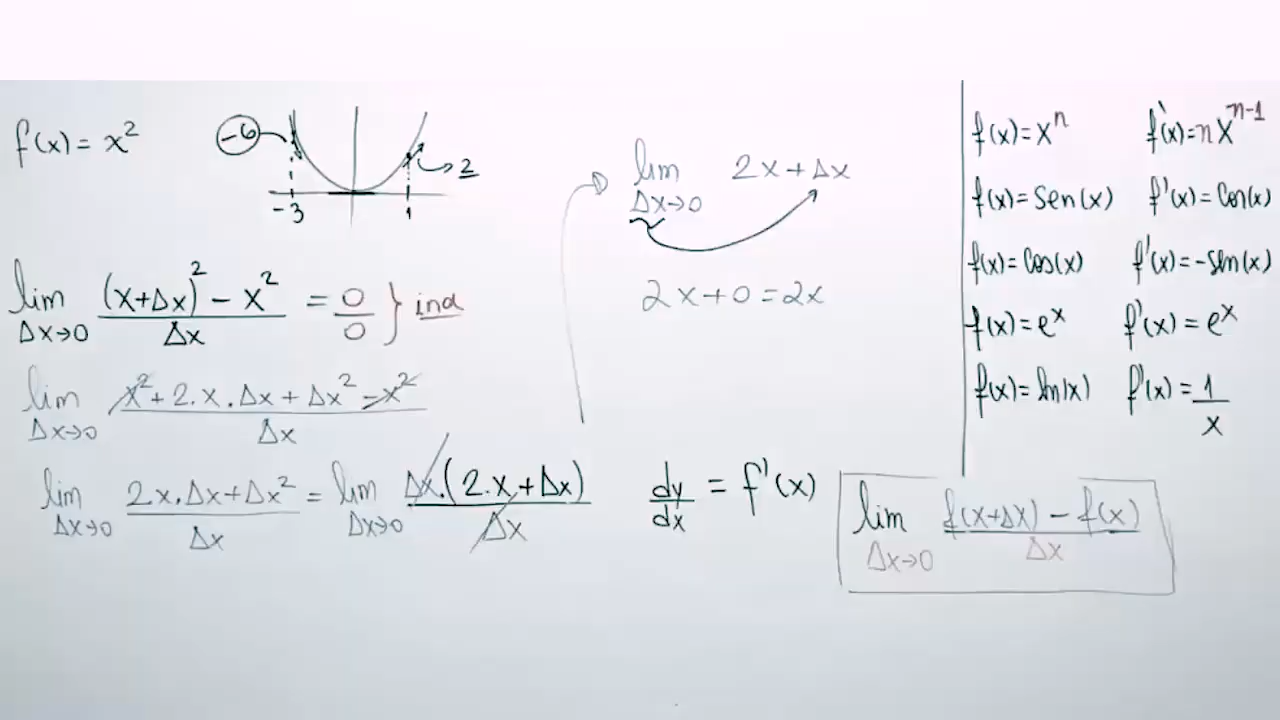 f(x) = x²
-6
2
-3
1
lim Δx→0 ((x+Δx)² - x²)/Δx = 0/0 } ind
lim Δx→0 (x² + 2.x.Δx + Δx² - x²)/Δx
lim Δx→0 (2x.Δx + Δx²)/Δx = lim Δx→0 (Δx.(2.x + Δx))/Δx
lim Δx→0 2x + Δx
2x + 0 = 2x
dy/dx = f'(x)
lim Δx→0 (f(x+Δx) - f(x))/Δx
f(x) = xⁿ f'(x) = nxⁿ⁻¹
f(x) = Sen(x) f'(x) = Cos(x)
f(x) = Cos(x) f'(x) = -Sen(x)
f(x) = eˣ f'(x) = eˣ
f(x) = ln(x) f'(x) = 1/x